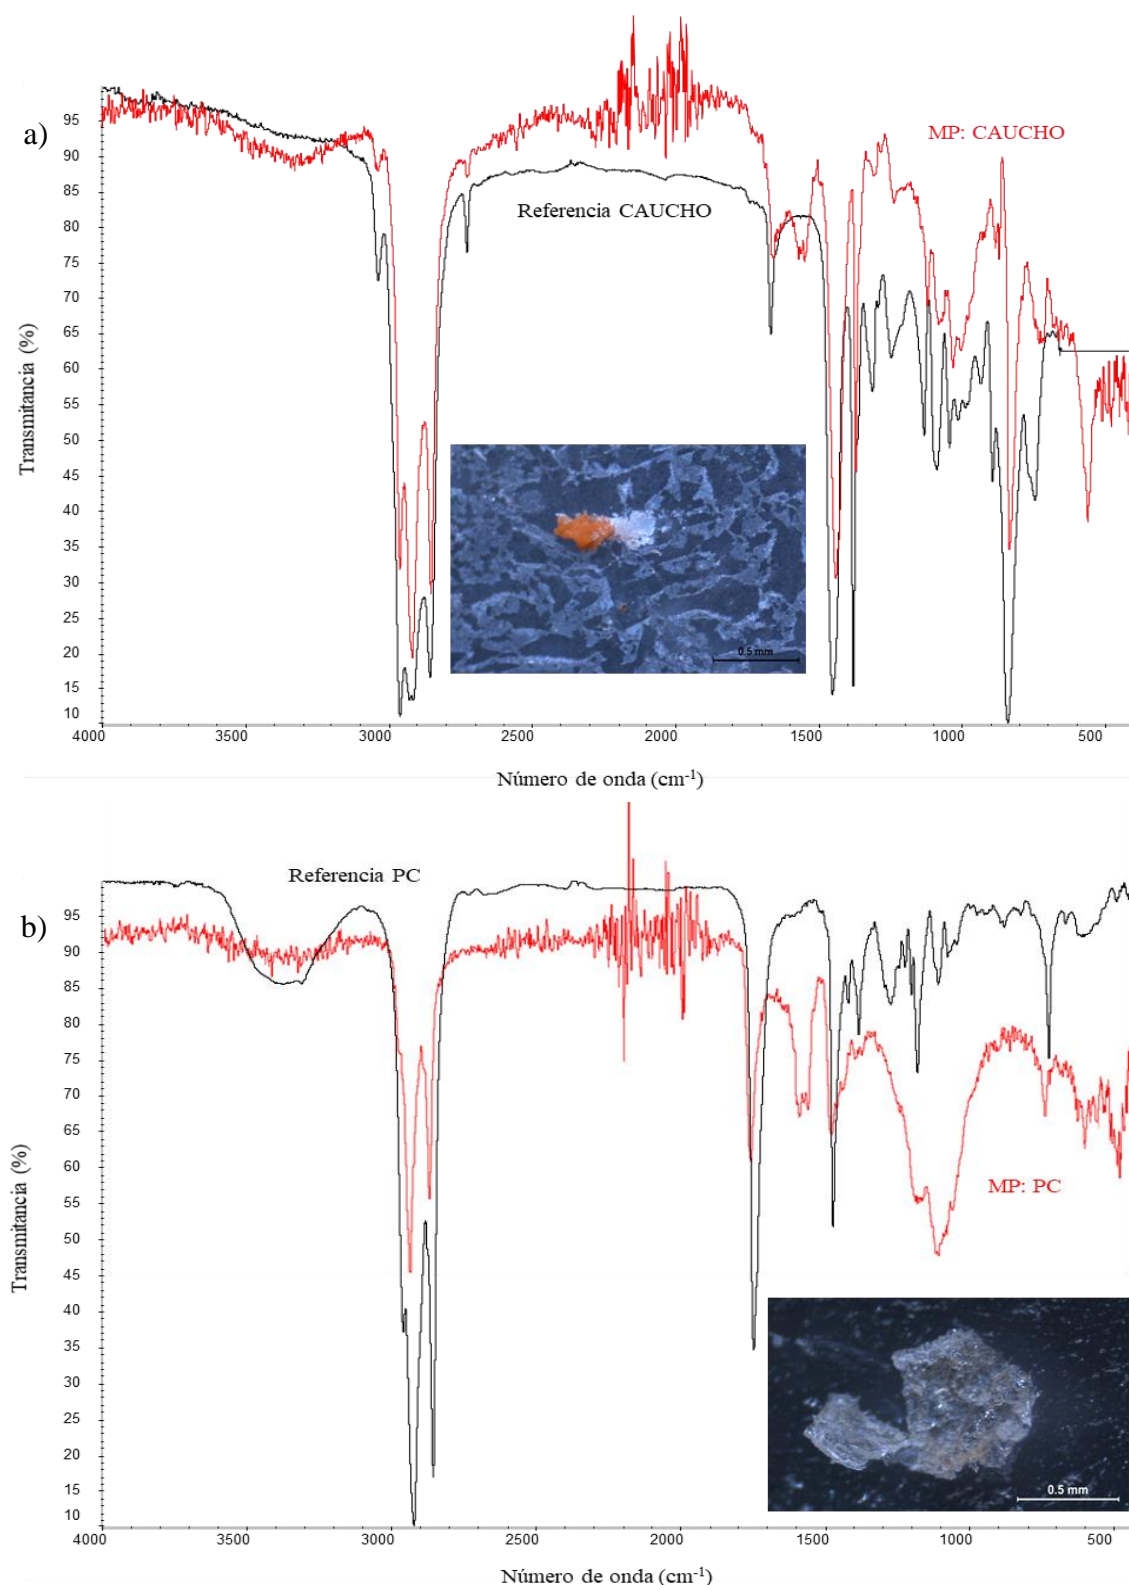 a)
MP: CAUCHO
Referencia CAUCHO
Transmitancia (%)
95
90
85
80
75
70
65
60
55
50
45
40
35
30
25
20
15
10
0.5 mm
4000 3500 3000 2500 2000 1500 1000 500
Número de onda (cm-1)
b)
Referencia PC
MP: PC
Transmitancia (%)
95
90
85
80
75
70
65
60
55
50
45
40
35
30
25
20
15
10
0.5 mm
4000 3500 3000 2500 2000 1500 1000 500
Número de onda (cm-1)